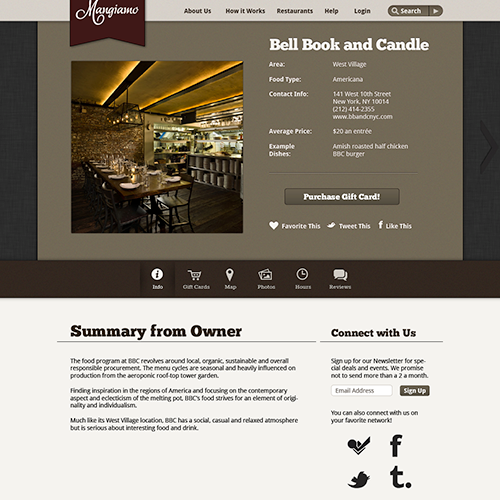 Mangiamo
About Us How it Works Restaurants Help Login Search
Bell Book and Candle
Area: West Village
Food Type: Americana
Contact Info: 141 West 10th Street
New York, NY 10014
(212) 414-2355
www.bbandcnyc.com
Average Price: $20 an entrée
Example Amish roasted half chicken
Dishes: BBC burger
Purchase Gift Card!
Favorite This Tweet This Like This
Info Gift Cards Map Photos Hours Reviews
Summary from Owner
The food program at BBC revolves around local, organic, sustainable and overall
responsible procurement. The menu cycles are seasonal and heavily influenced on
production from the aeroponic roof-top tower garden.
Finding inspiration in the regions of America and focusing on the contemporary
aspect and eclecticism of the melting pot, BBC's food strives for an element of origi-
nality and individualism.
Much like its West Village location, BBC has a social, casual and relaxed atmosphere
but is serious about interesting food and drink.
Connect with Us
Sign up for our Newsletter for spe-
cial deals and events. We promise
not to send more than a 2 a month.
Email Address Sign Up
You can also connect with us on
your favorite network!
f
t.